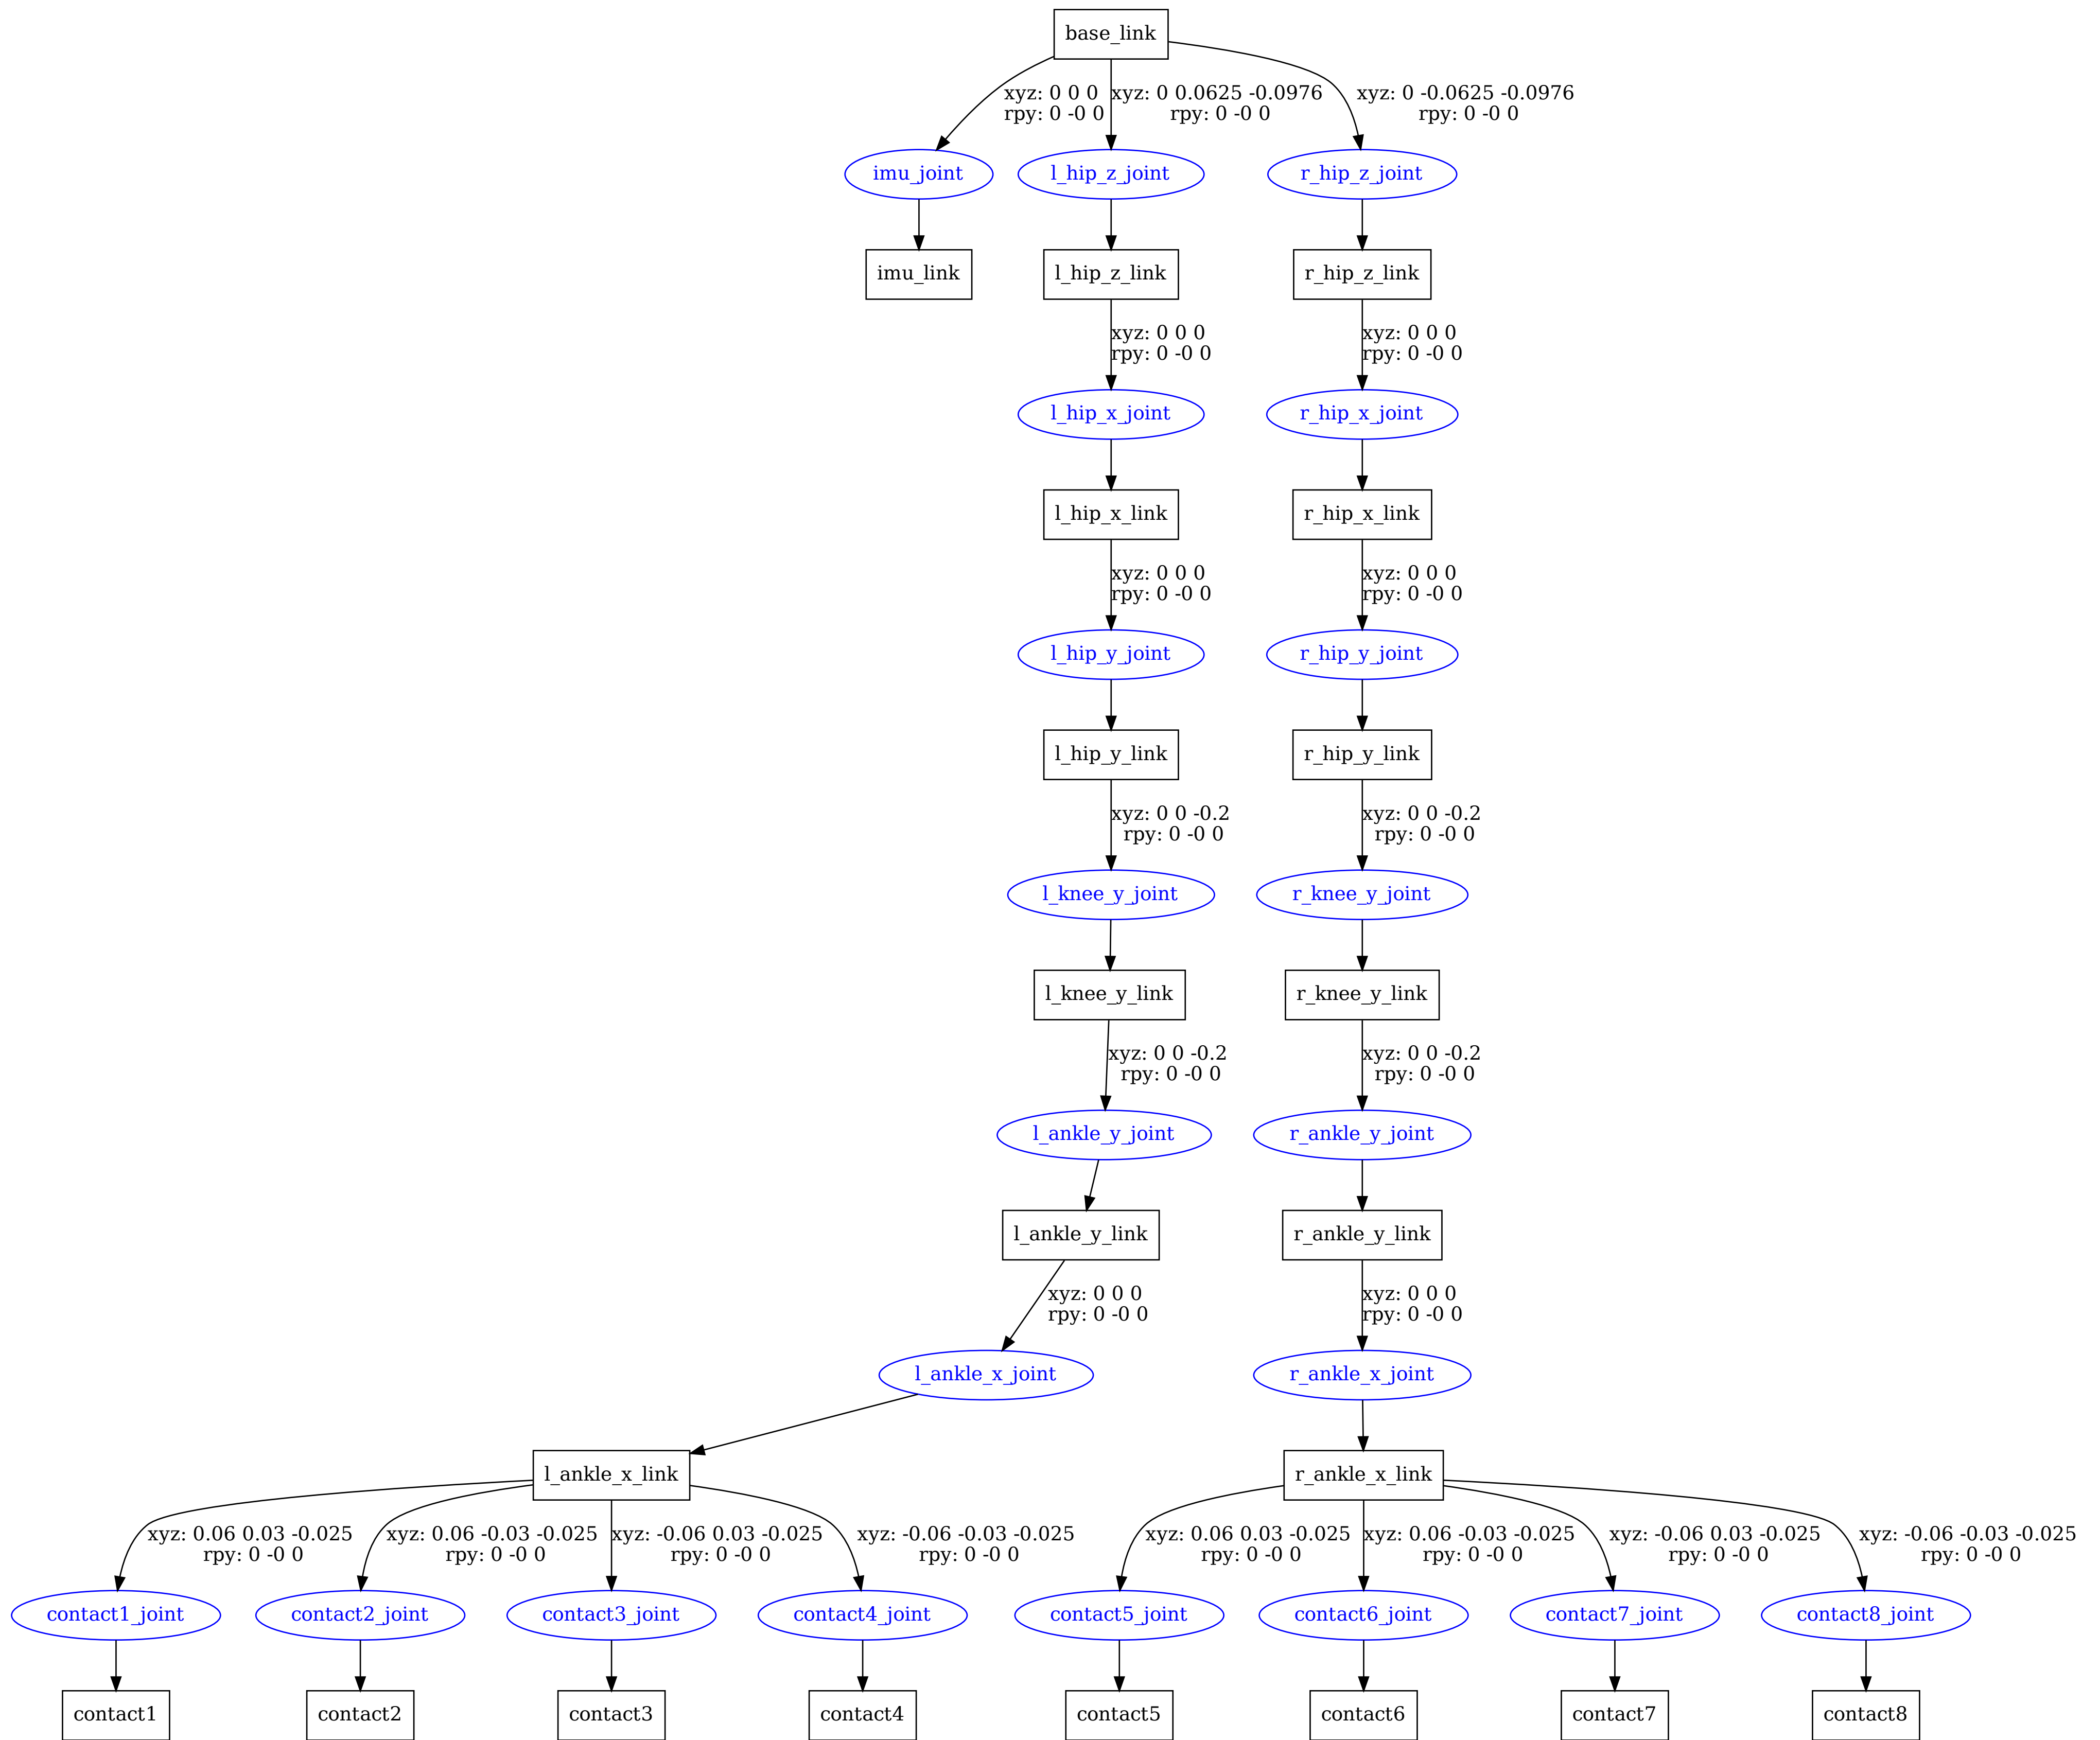 base_link
xyz: 0 0 0
rpy: 0 -0 0
xyz: 0 0.0625 -0.0976
rpy: 0 -0 0
xyz: 0 -0.0625 -0.0976
rpy: 0 -0 0
imu_joint
l_hip_z_joint
r_hip_z_joint
imu_link
l_hip_z_link
r_hip_z_link
xyz: 0 0 0
rpy: 0 -0 0
xyz: 0 0 0
rpy: 0 -0 0
l_hip_x_joint
r_hip_x_joint
l_hip_x_link
r_hip_x_link
xyz: 0 0 0
rpy: 0 -0 0
xyz: 0 0 0
rpy: 0 -0 0
l_hip_y_joint
r_hip_y_joint
l_hip_y_link
r_hip_y_link
xyz: 0 0 -0.2
rpy: 0 -0 0
xyz: 0 0 -0.2
rpy: 0 -0 0
l_knee_y_joint
r_knee_y_joint
l_knee_y_link
r_knee_y_link
xyz: 0 0 -0.2
rpy: 0 -0 0
xyz: 0 0 -0.2
rpy: 0 -0 0
l_ankle_y_joint
r_ankle_y_joint
l_ankle_y_link
r_ankle_y_link
xyz: 0 0 0
rpy: 0 -0 0
xyz: 0 0 0
rpy: 0 -0 0
l_ankle_x_joint
r_ankle_x_joint
l_ankle_x_link
r_ankle_x_link
xyz: 0.06 0.03 -0.025
rpy: 0 -0 0
xyz: 0.06 -0.03 -0.025
rpy: 0 -0 0
xyz: -0.06 0.03 -0.025
rpy: 0 -0 0
xyz: -0.06 -0.03 -0.025
rpy: 0 -0 0
xyz: 0.06 0.03 -0.025
rpy: 0 -0 0
xyz: 0.06 -0.03 -0.025
rpy: 0 -0 0
xyz: -0.06 0.03 -0.025
rpy: 0 -0 0
xyz: -0.06 -0.03 -0.025
rpy: 0 -0 0
contact1_joint
contact2_joint
contact3_joint
contact4_joint
contact5_joint
contact6_joint
contact7_joint
contact8_joint
contact1
contact2
contact3
contact4
contact5
contact6
contact7
contact8